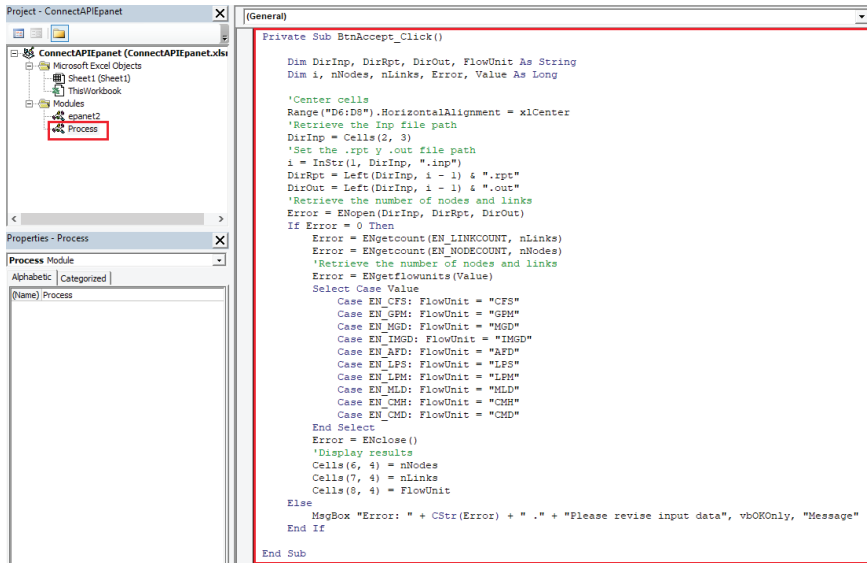 Project - ConnectAPIEpanet
ConnectAPIEpanet (ConnectAPIEpanet.xls
Microsoft Excel Objects
Sheet1 (Sheet1)
ThisWorkbook
Modules
epanet2
Process
Properties - Process
Process Module
Alphabetic Categorized
(Name) Process
(General)
Private Sub BtnAccept_Click()
Dim DirInp, DirRpt, DirOut, FlowUnit As String
Dim i, nNodes, nLinks, Error, Value As Long
'Center cells
Range("D6:D8").HorizontalAlignment = xlCenter
'Retrieve the Inp file path
DirInp = Cells(2, 3)
'Set the .rpt y .out file path
i = InStr(1, DirInp, ".inp")
DirRpt = Left(DirInp, i - 1) & ".rpt"
DirOut = Left(DirInp, i - 1) & ".out"
'Retrieve the number of nodes and links
Error = ENopen(DirInp, DirRpt, DirOut)
If Error = 0 Then
Error = ENgetcount(EN_LINKCOUNT, nLinks)
Error = ENgetcount(EN_NODECOUNT, nNodes)
'Retrieve the number of nodes and links
Error = ENgetflowunits(Value)
Select Case Value
Case EN_CFS: FlowUnit = "CFS"
Case EN_GPM: FlowUnit = "GPM"
Case EN_MGD: FlowUnit = "MGD"
Case EN_IMGD: FlowUnit = "IMGD"
Case EN_AFD: FlowUnit = "AFD"
Case EN_LPS: FlowUnit = "LPS"
Case EN_LPM: FlowUnit = "LPM"
Case EN_MLD: FlowUnit = "MLD"
Case EN_CMH: FlowUnit = "CMH"
Case EN_CMD: FlowUnit = "CMD"
End Select
Error = ENclose()
'Display results
Cells(6, 4) = nNodes
Cells(7, 4) = nLinks
Cells(8, 4) = FlowUnit
Else
MsgBox "Error: " + CStr(Error) + " ." + "Please revise input data", vbOKOnly, "Message"
End If
End Sub